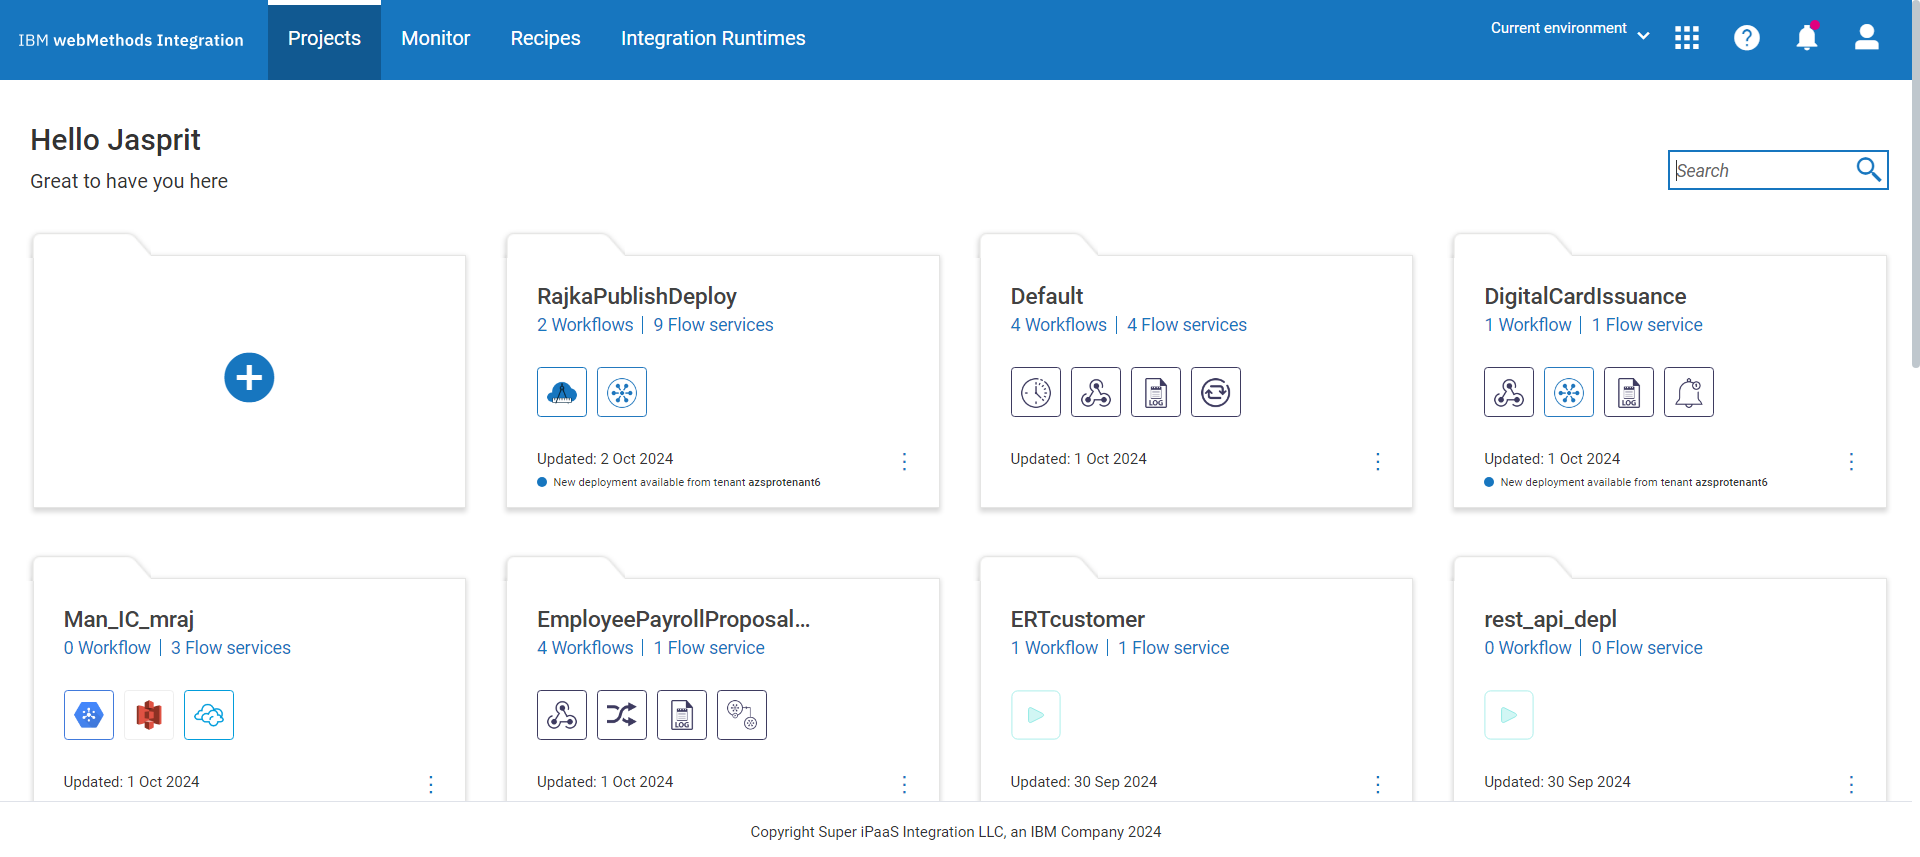 IBM webMethods Integration
Projects
Monitor
Recipes
Integration Runtimes
Current environment
Hello Jasprit
Great to have you here
Search
RajkaPublishDeploy
2 Workflows | 9 Flow services
Updated: 2 Oct 2024
New deployment available from tenant azsprotenant6
Default
4 Workflows | 4 Flow services
LOG
Updated: 1 Oct 2024
DigitalCardIssuance
1 Workflow | 1 Flow service
LOG
Updated: 1 Oct 2024
New deployment available from tenant azsprotenant6
Man_IC_mraj
0 Workflow | 3 Flow services
Updated: 1 Oct 2024
EmployeePayrollProposal...
4 Workflows | 1 Flow service
LOG
Updated: 1 Oct 2024
ERTcustomer
1 Workflow | 1 Flow service
Updated: 30 Sep 2024
rest_api_depl
0 Workflow | 0 Flow service
Updated: 30 Sep 2024
Copyright Super iPaaS Integration LLC, an IBM Company 2024